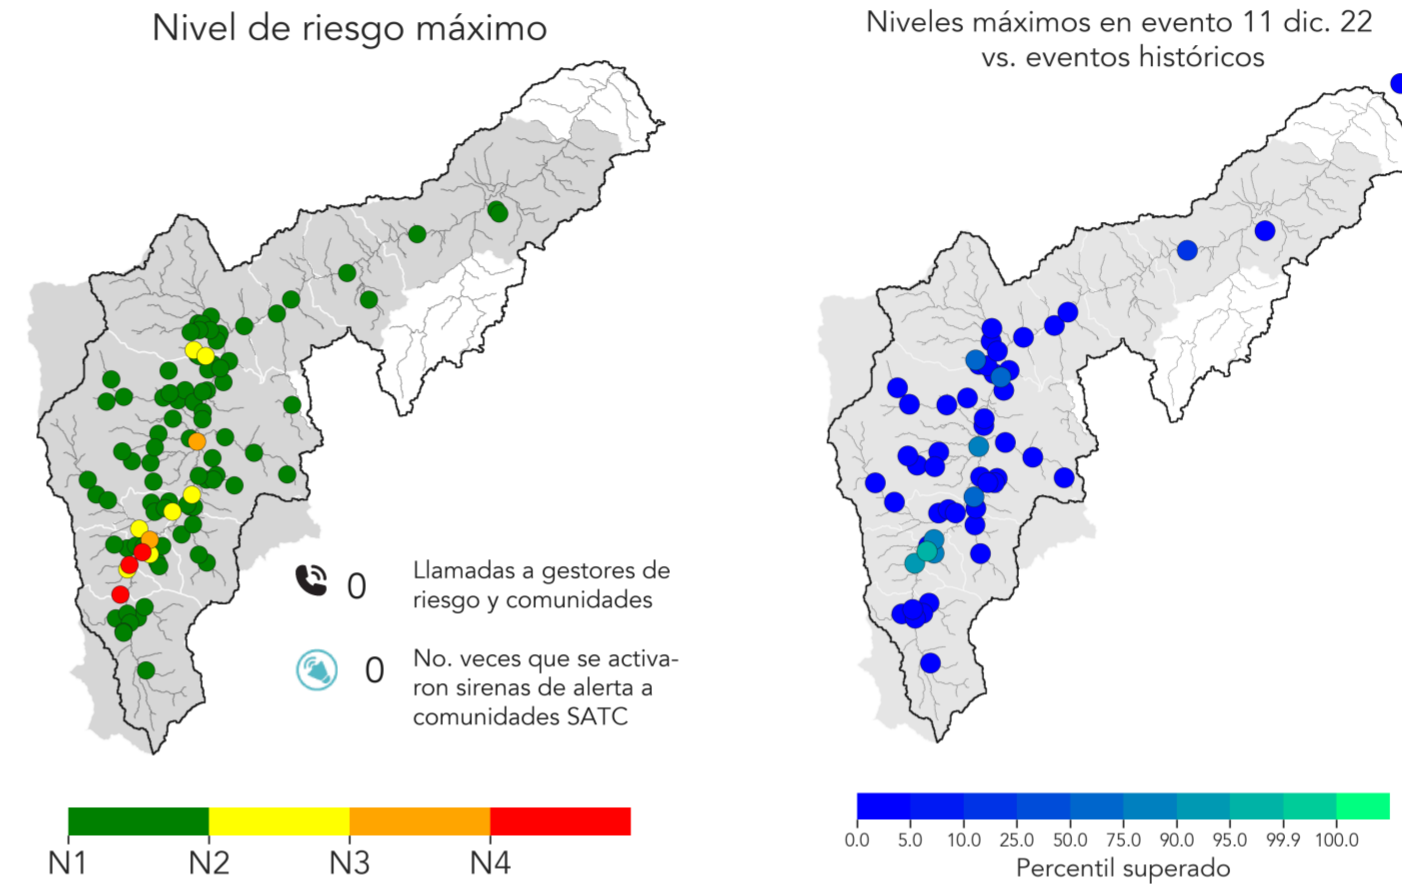 Nivel de riesgo máximo
0
Llamadas a gestores de
riesgo y comunidades
0
No. veces que se activa-
ron sirenas de alerta a
comunidades SATC
N1 N2 N3 N4
Niveles máximos en evento 11 dic. 22
vs. eventos históricos
0.0 5.0 10.0 25.0 50.0 75.0 90.0 95.0 99.9 100.0
Percentil superado